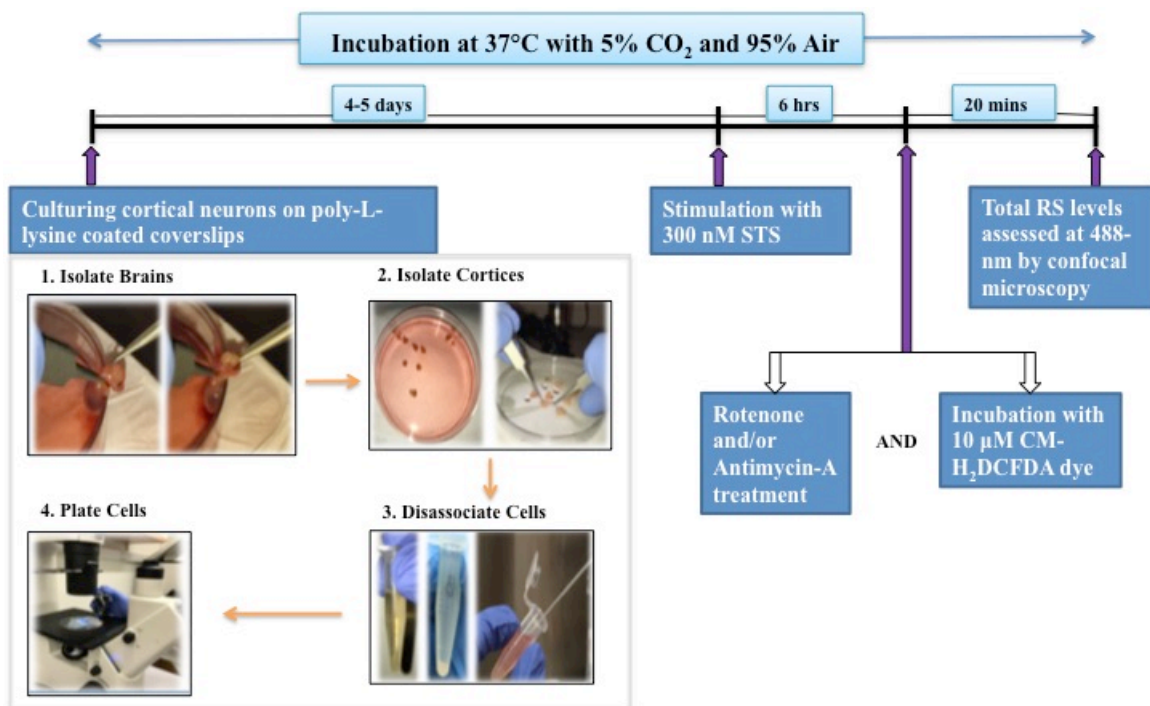 Incubation at 37°C with 5% CO₂ and 95% Air
4-5 days
6 hrs
20 mins
Culturing cortical neurons on poly-L-
lysine coated coverslips
Stimulation with
300 nM STS
Total RS levels
assessed at 488-
nm by confocal
microscopy
1. Isolate Brains
2. Isolate Cortices
Rotenone
and/or
Antimycin-A
treatment
AND
Incubation with
10 µM CM-
H₂DCFDA dye
4. Plate Cells
3. Disassociate Cells